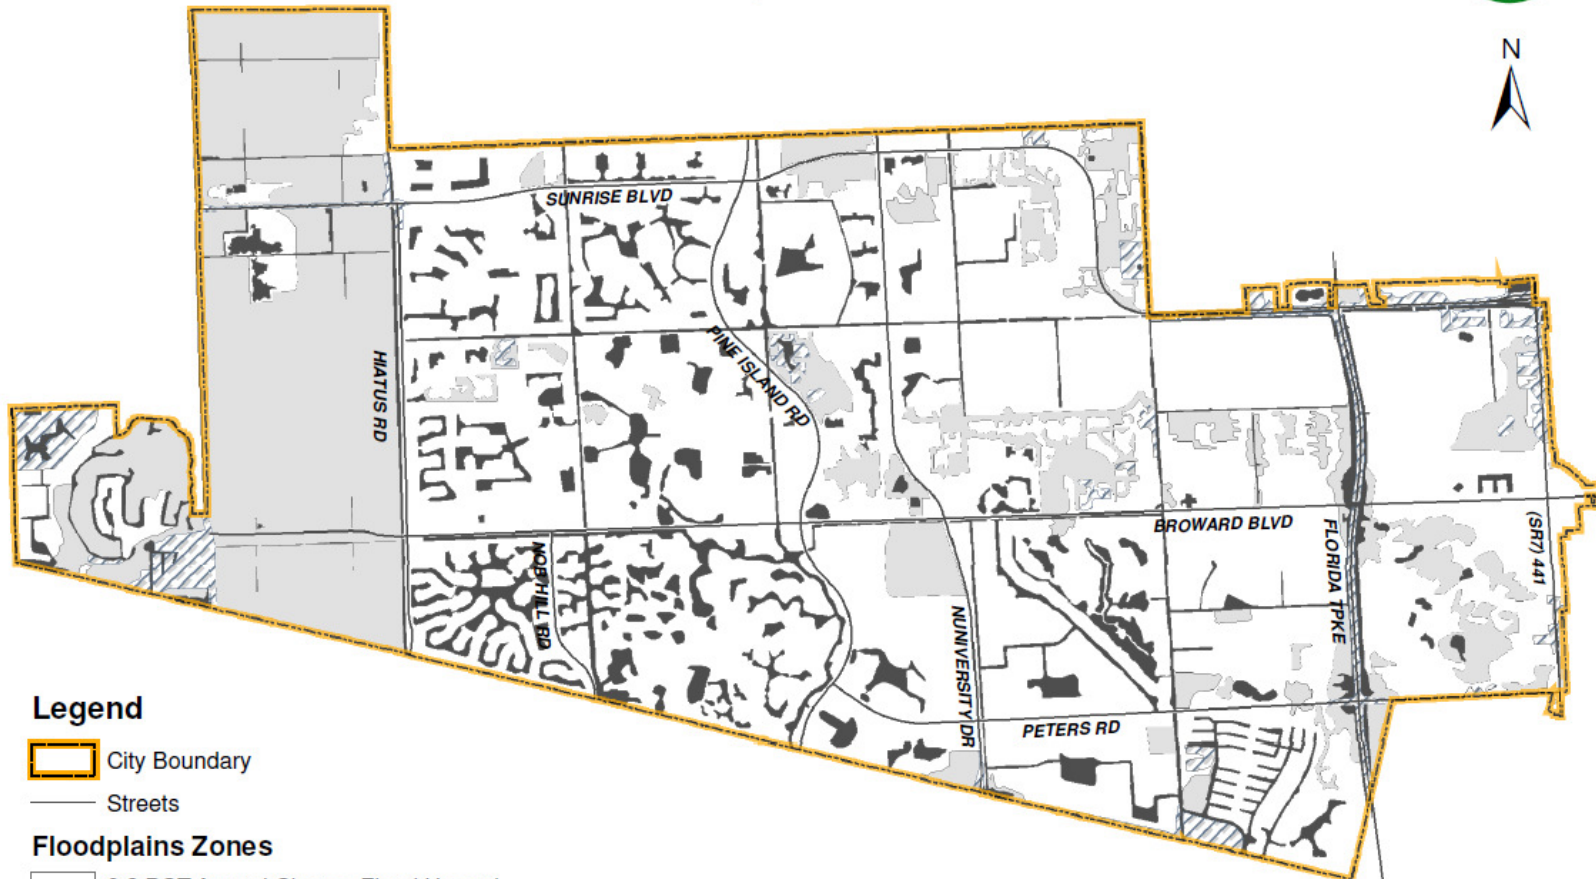 N
SUNRISE BLVD
HIATUS RD
PINE ISLAND RD
BROWARD BLVD
NOB HILL RD
FLORIDA TPKE
(SR7) 441
NUNIVERSITY DR
PETERS RD
Legend
City Boundary
Streets
Floodplains Zones